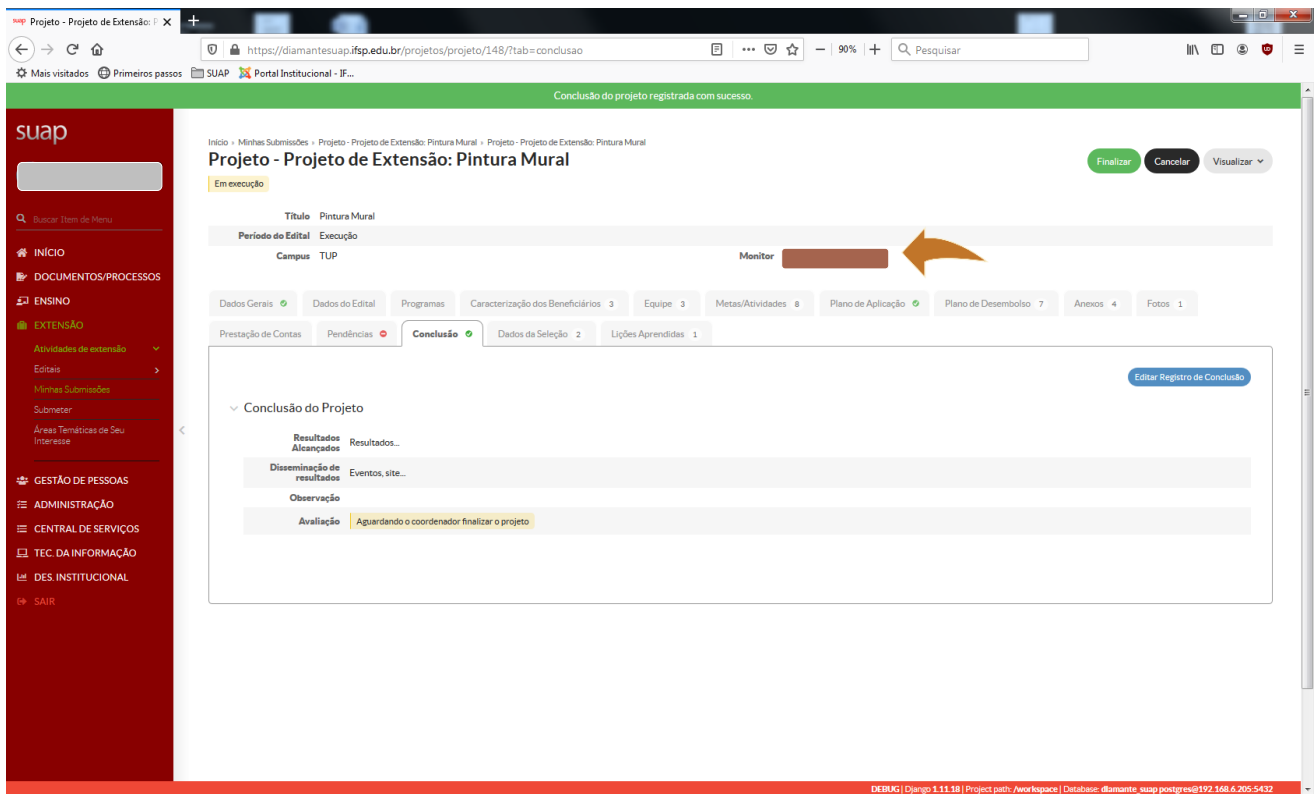 suap Projeto - Projeto de Extensão: P
https://diamantesuap.ifsp.edu.br/projetos/projeto/148/?tab=conclusao 90% Pesquisar
Mais visitados Primeiros passos SUAP Portal Institucional - IF...
Conclusão do projeto registrada com sucesso.
suap
Buscar Item de Menu
INÍCIO
DOCUMENTOS/PROCESSOS
ENSINO
EXTENSÃO
Atividades de extensão
Editais
Minhas Submissões
Submeter
Áreas Temáticas de Seu
Interesse
GESTÃO DE PESSOAS
ADMINISTRAÇÃO
CENTRAL DE SERVIÇOS
TEC. DA INFORMAÇÃO
DES. INSTITUCIONAL
SAIR
Início » Minhas Submissões » Projeto - Projeto de Extensão: Pintura Mural » Projeto - Projeto de Extensão: Pintura Mural
Projeto - Projeto de Extensão: Pintura Mural
Finalizar Cancelar Visualizar
Em execução
Título Pintura Mural
Período do Edital Execução
Campus TUP Monitor
Dados Gerais Dados do Edital Programas Caracterização dos Beneficiários 3 Equipe 3 Metas/Atividades 8 Plano de Aplicação Plano de Desembolso 7 Anexos 4 Fotos 1
Prestação de Contas Pendências Conclusão Dados da Seleção 2 Lições Aprendidas 1
Editar Registro de Conclusão
Conclusão do Projeto
Resultados
Alcançados Resultados...
Disseminação de
resultados Eventos, site...
Observação
Avaliação Aguardando o coordenador finalizar o projeto
DEBUG | Django 1.11.18 | Project path: /workspace | Database: diamante_suap postgres@192.168.6.205:5432